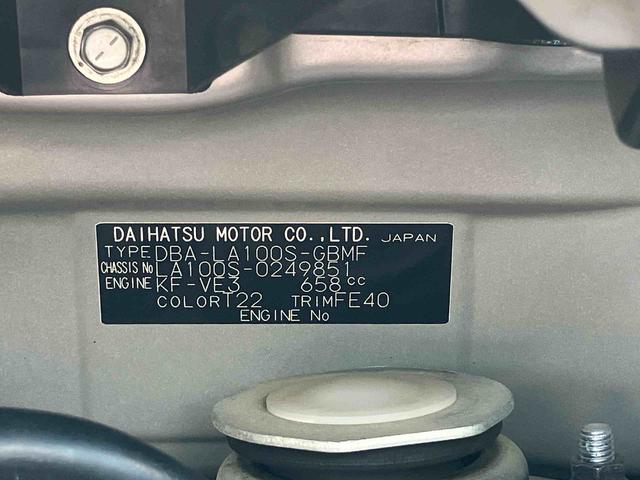 DAIHATSU MOTOR CO.,LTD. JAPAN
TYPE DBA-LA100S-GBMF
CHASSIS No LA100S-0249851
ENGINE KF-VE3 658 cc
COLOR T22 TRIM FE40
ENGINE No